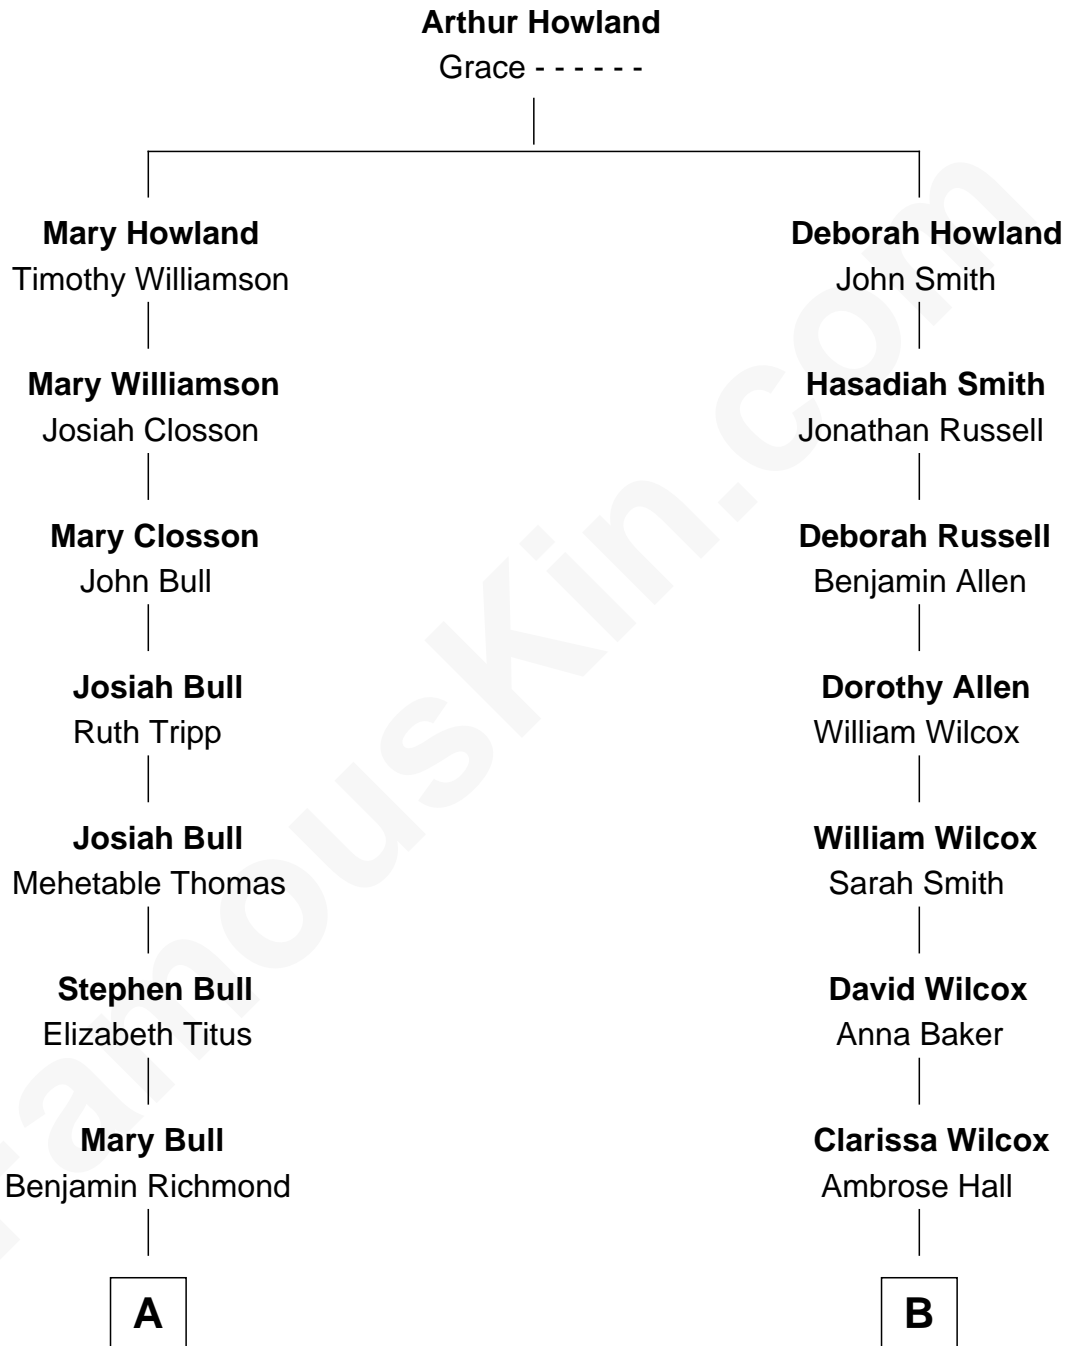 Arthur Howland
Grace - - - - - -
Mary Howland
Timothy Williamson
Deborah Howland
John Smith
Mary Williamson
Josiah Closson
Hasadiah Smith
Jonathan Russell
Mary Closson
John Bull
Deborah Russell
Benjamin Allen
Josiah Bull
Ruth Tripp
Dorothy Allen
William Wilcox
Josiah Bull
Mehetable Thomas
William Wilcox
Sarah Smith
Stephen Bull
Elizabeth Titus
David Wilcox
Anna Baker
Mary Bull
Benjamin Richmond
Clarissa Wilcox
Ambrose Hall
A
B
FamousKin.com